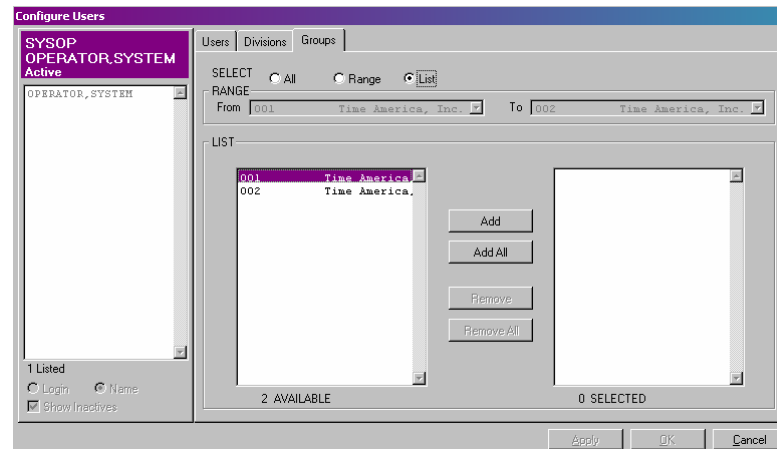 Configure Users
SYSOP
OPERATOR,SYSTEM
Active
OPERATOR,SYSTEM
1 Listed
Login Name
Show Inactives
Users Divisions Groups
SELECT All Range List
RANGE
From 001 Time America, Inc. To 002 Time America, Inc.
LIST
001 Time America,
002 Time America,
Add
Add All
Remove
Remove All
2 AVAILABLE
0 SELECTED
Apply OK Cancel